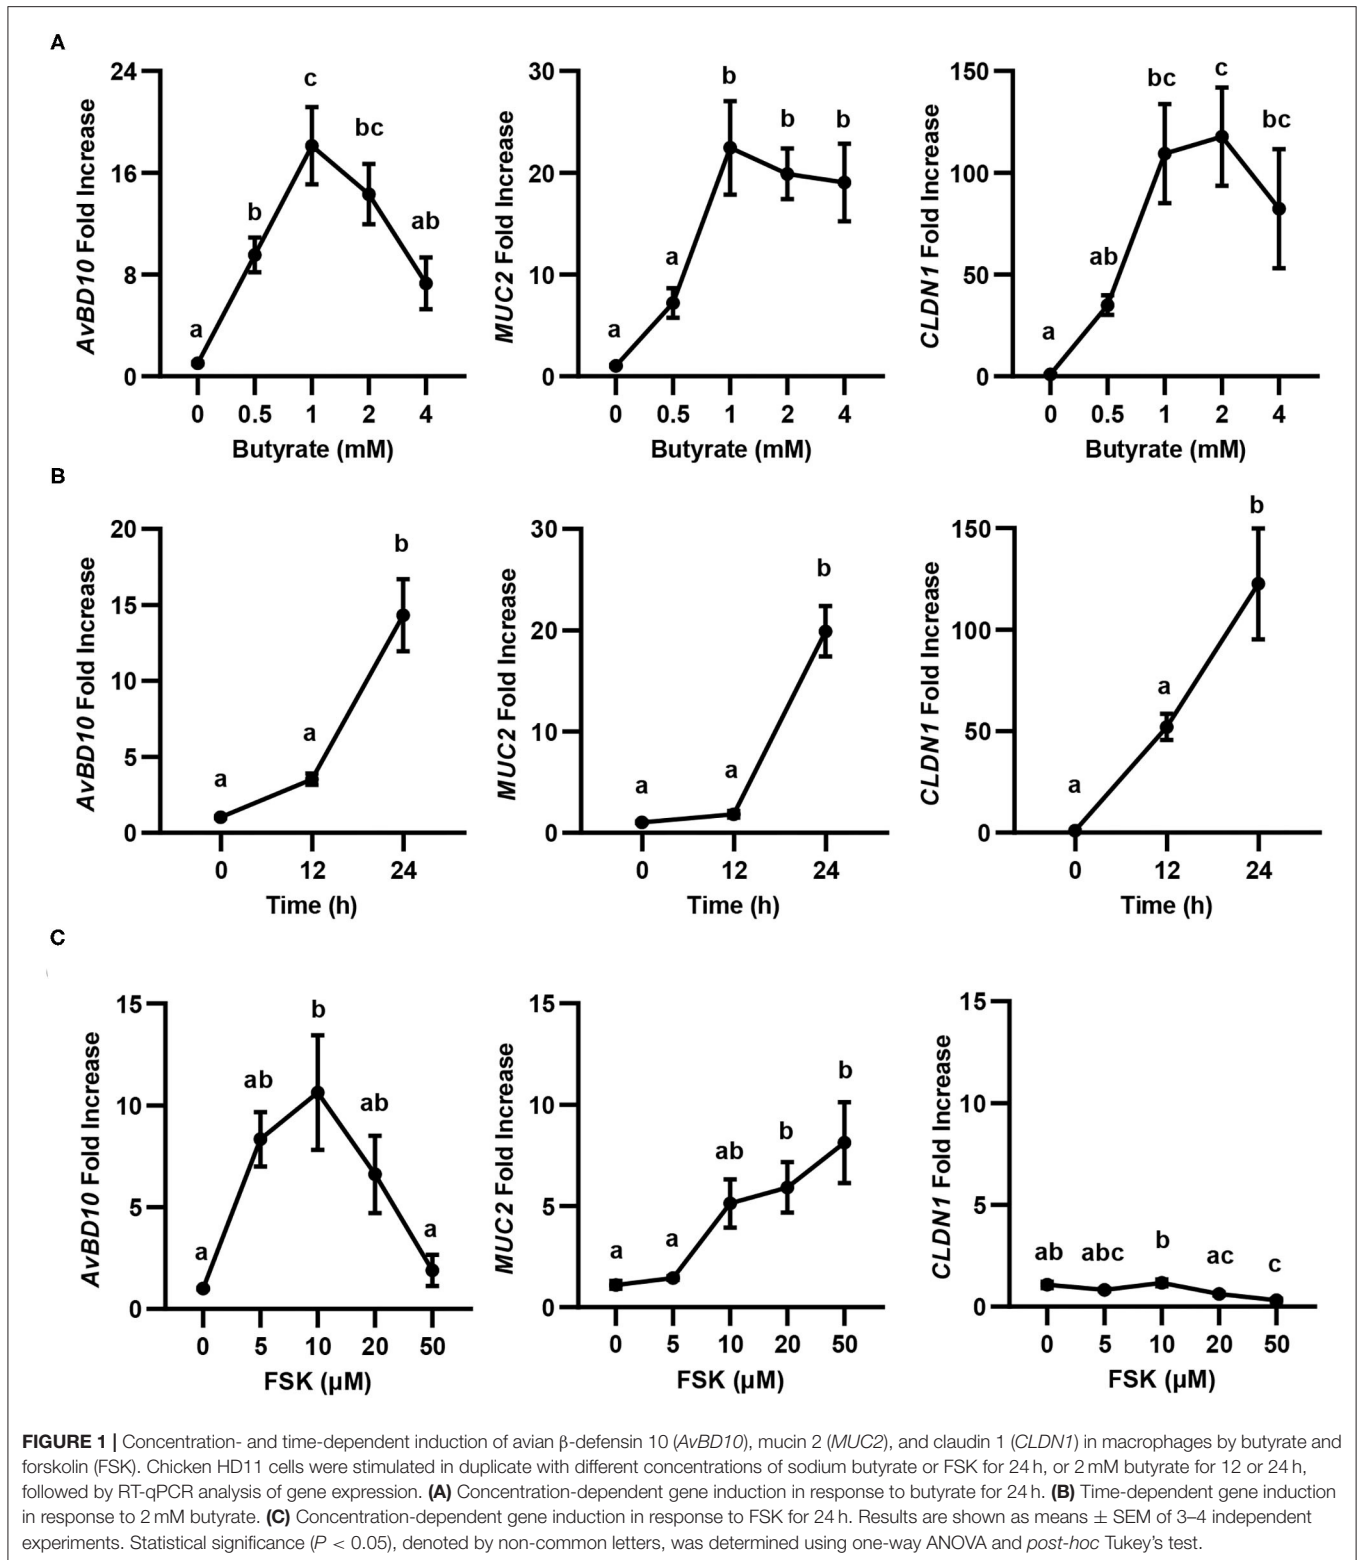 A
24
16
8
0
AvBD10 Fold Increase
a
b
c
bc
ab
0 0.5 1 2 4
Butyrate (mM)
30
20
10
0
MUC2 Fold Increase
a
a
b
b
b
0 0.5 1 2 4
Butyrate (mM)
150
100
50
0
CLDN1 Fold Increase
a
ab
bc
c
bc
0 0.5 1 2 4
Butyrate (mM)
B
20
15
10
5
0
AvBD10 Fold Increase
a
a
b
0 12 24
Time (h)
30
20
10
0
MUC2 Fold Increase
a
a
b
0 12 24
Time (h)
150
100
50
0
CLDN1 Fold Increase
a
a
b
0 12 24
Time (h)
C
15
10
5
0
AvBD10 Fold Increase
a
ab
b
ab
a
0 5 10 20 50
FSK (µM)
15
10
5
0
MUC2 Fold Increase
a
a
ab
b
b
0 5 10 20 50
FSK (µM)
15
10
5
0
CLDN1 Fold Increase
ab
abc
b
ac
c
0 5 10 20 50
FSK (µM)
FIGURE 1 | Concentration- and time-dependent induction of avian β-defensin 10 (AvBD10), mucin 2 (MUC2), and claudin 1 (CLDN1) in macrophages by butyrate and
forskolin (FSK). Chicken HD11 cells were stimulated in duplicate with different concentrations of sodium butyrate or FSK for 24 h, or 2 mM butyrate for 12 or 24 h,
followed by RT-qPCR analysis of gene expression. (A) Concentration-dependent gene induction in response to butyrate for 24 h. (B) Time-dependent gene induction
in response to 2 mM butyrate. (C) Concentration-dependent gene induction in response to FSK for 24 h. Results are shown as means ± SEM of 3–4 independent
experiments. Statistical significance (P < 0.05), denoted by non-common letters, was determined using one-way ANOVA and post-hoc Tukey's test.